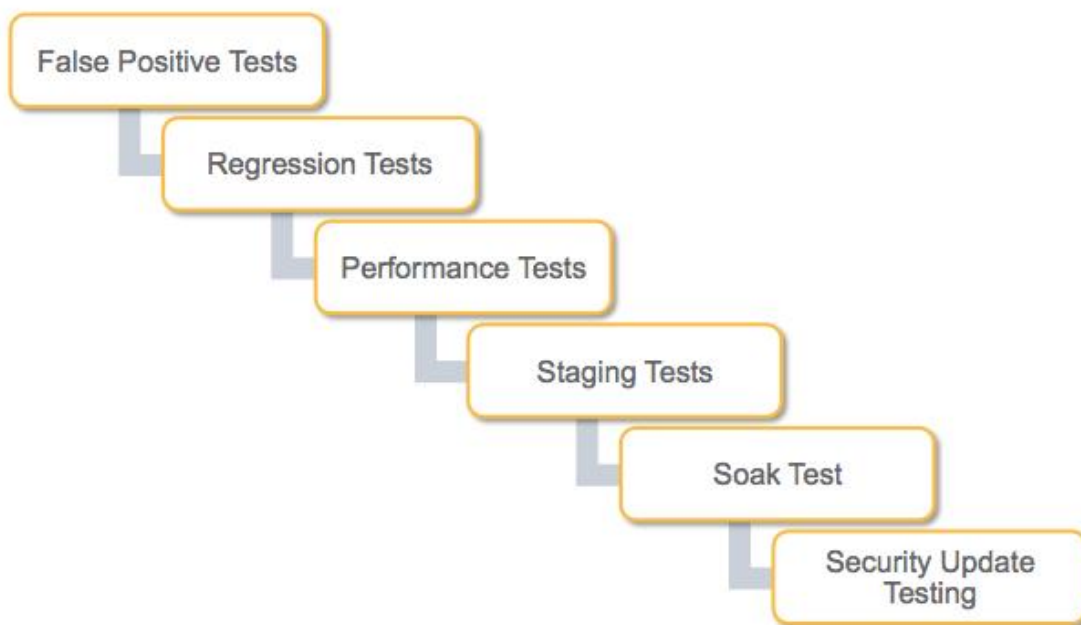 False Positive Tests
Regression Tests
Performance Tests
Staging Tests
Soak Test
Security Update
Testing